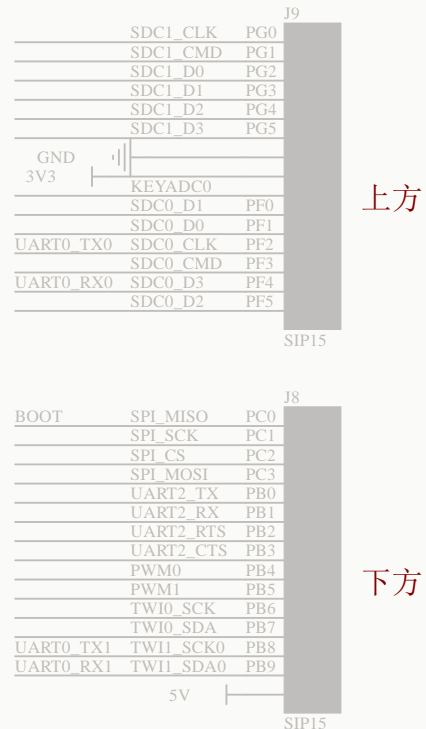 J9
SDC1_CLK PG0
SDC1_CMD PG1
SDC1_D0 PG2
SDC1_D1 PG3
SDC1_D2 PG4
SDC1_D3 PG5
GND
3V3
KEYADC0
SDC0_D1 PF0
SDC0_D0 PF1
UART0_TX0 SDC0_CLK PF2
SDC0_CMD PF3
UART0_RX0 SDC0_D3 PF4
SDC0_D2 PF5
SIP15
上方
J8
BOOT SPI_MISO PC0
SPI_SCK PC1
SPI_CS PC2
SPI_MOSI PC3
UART2_TX PB0
UART2_RX PB1
UART2_RTS PB2
UART2_CTS PB3
PWM0 PB4
PWM1 PB5
TWI0_SCK PB6
TWI0_SDA PB7
UART0_TX1 TWI1_SCK0 PB8
UART0_RX1 TWI1_SDA0 PB9
5V
SIP15
下方